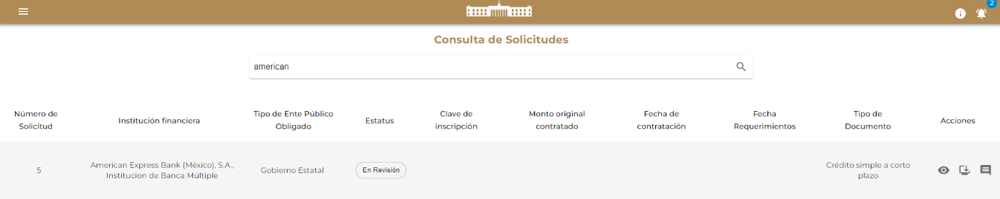 2
Consulta de Solicitudes
american
Número de
Solicitud
Institución financiera
Tipo de Ente Público
Obligado
Estatus
Clave de
inscripción
Monto original
contratado
Fecha de
contratación
Fecha
Requerimientos
Tipo de
Documento
Acciones
5
American Express Bank (México), S.A.,
Institucion de Banca Múltiple
Gobierno Estatal
En Revisión
Crédito simple a corto
plazo